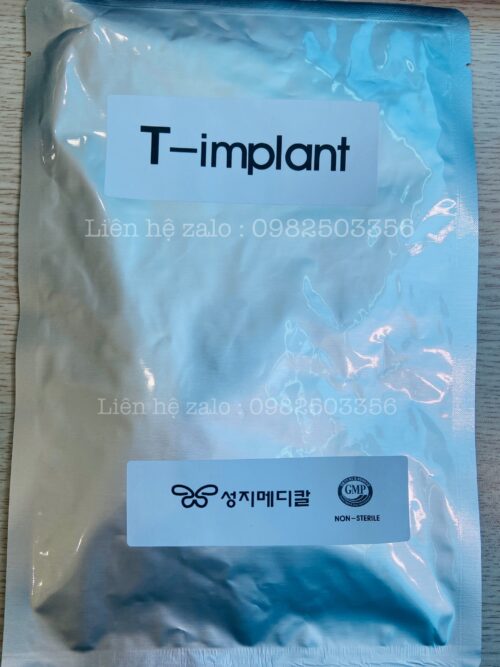 T-implant
Liên hệ zalo : 0982503356
Liên hệ zalo : 0982503356
성지메디칼
GMP
NON-STERILE